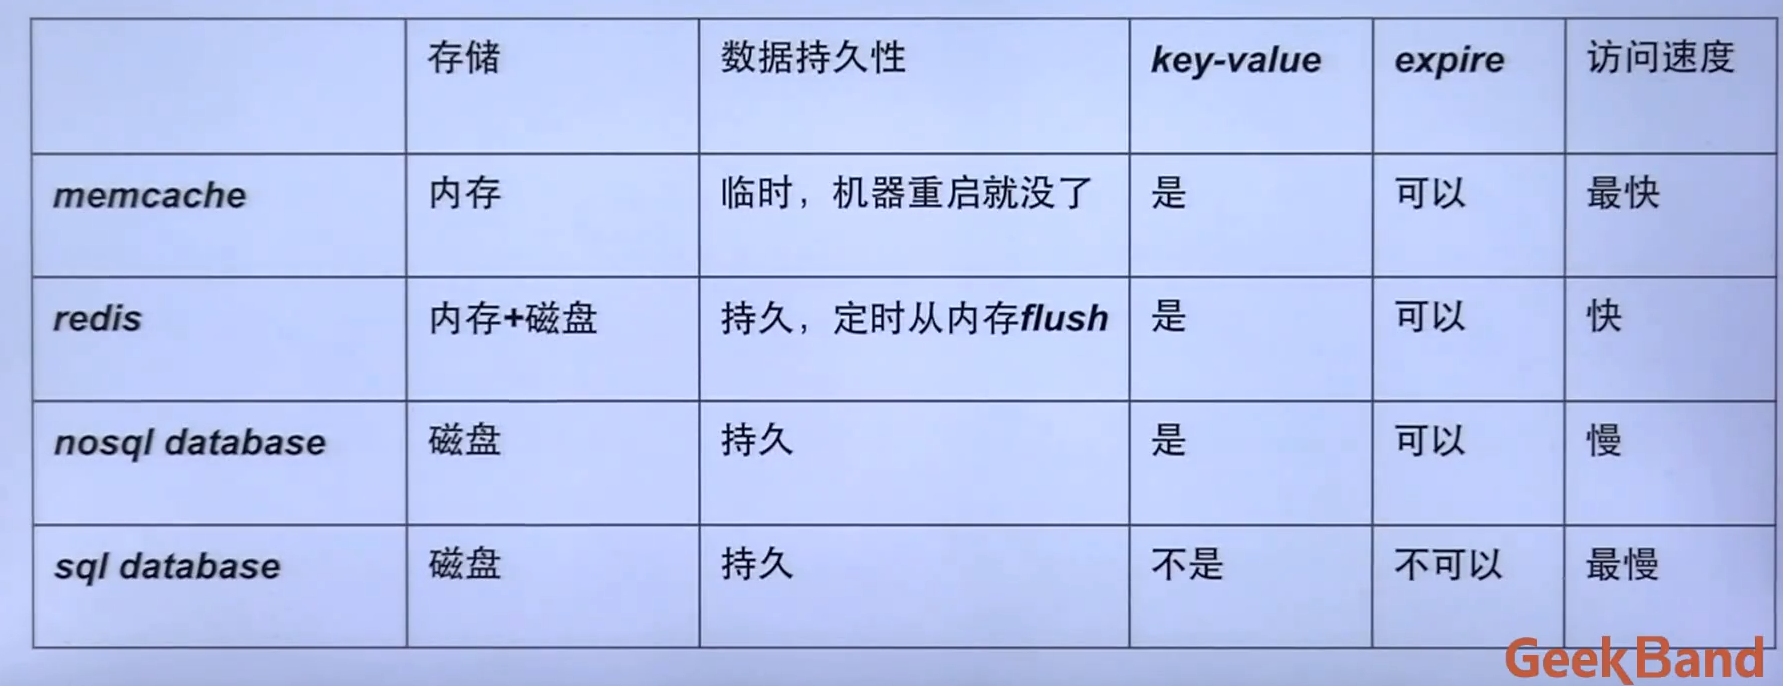 存储 数据持久性 key-value expire 访问速度
memcache 内存 临时，机器重启就没了 是 可以 最快
redis 内存+磁盘 持久，定时从内存flush 是 可以 快
nosql database 磁盘 持久 是 可以 慢
sql database 磁盘 持久 不是 不可以 最慢
GeekBand